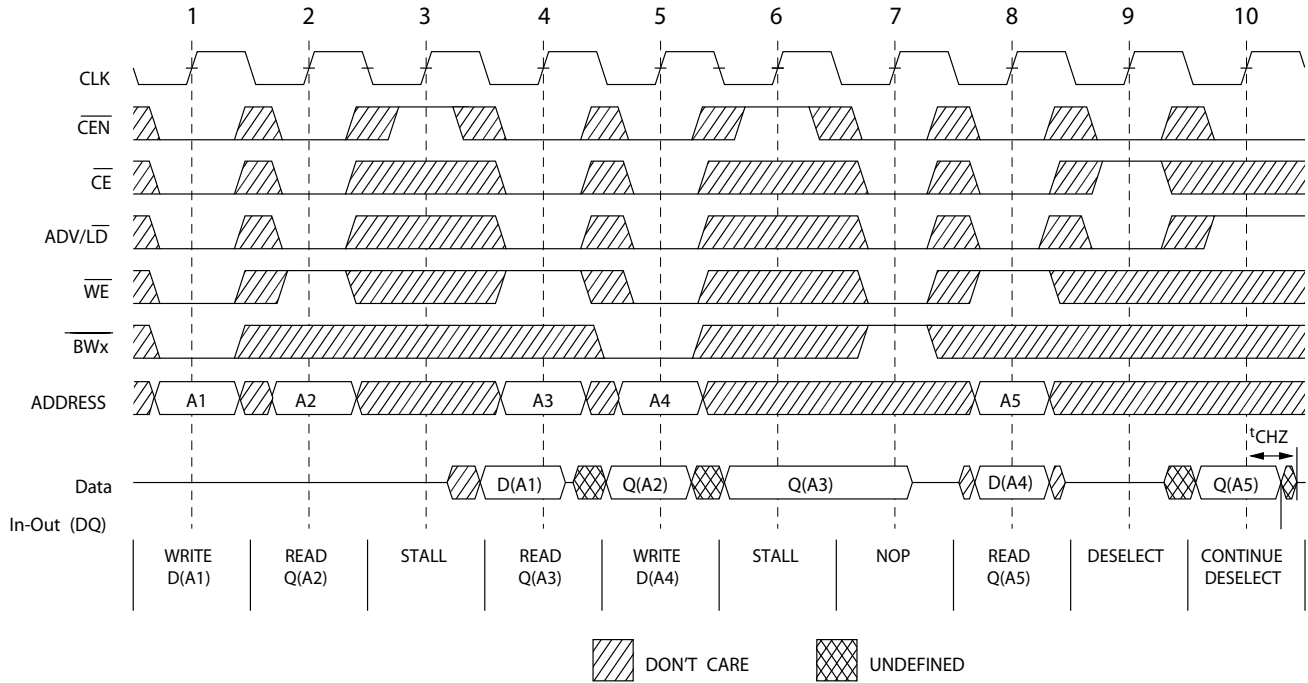 1 2 3 4 5 6 7 8 9 10
CLK
CEN
CE
ADV/LD
WE
BWx
ADDRESS A1 A2 A3 A4 A5
tCHZ
Data D(A1) Q(A2) Q(A3) D(A4) Q(A5)
In-Out (DQ)
WRITE READ STALL READ WRITE STALL NOP READ DESELECT CONTINUE
D(A1) Q(A2) Q(A3) D(A4) Q(A5) DESELECT
DON'T CARE UNDEFINED